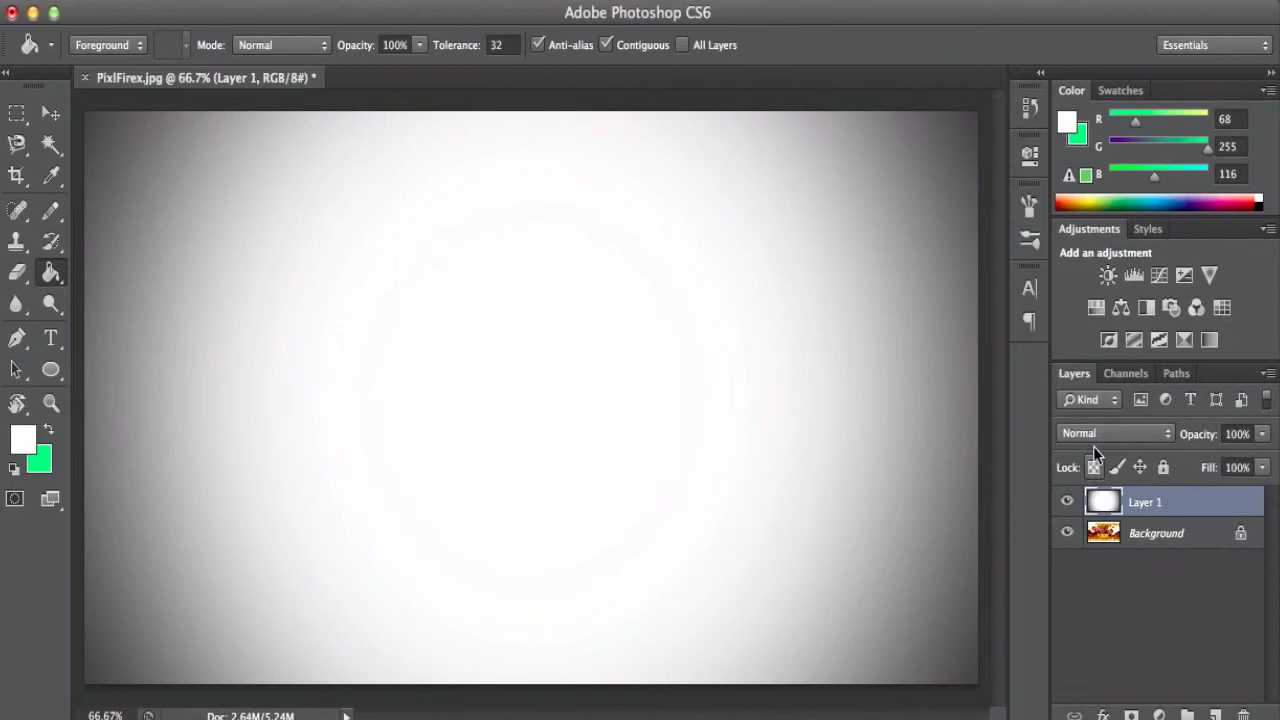 Adobe Photoshop CS6
Foreground Mode: Normal Opacity: 100% Tolerance: 32 Anti-alias Contiguous All Layers Essentials
PixlFirex.jpg @ 66.7% (Layer 1, RGB/8#) *
Color Swatches
R 68
G 255
B 116
Adjustments Styles
Add an adjustment
Layers Channels Paths
Kind
Normal Opacity: 100%
Lock: Fill: 100%
Layer 1
Background
66.67% Doc: 2.64M/5.24M